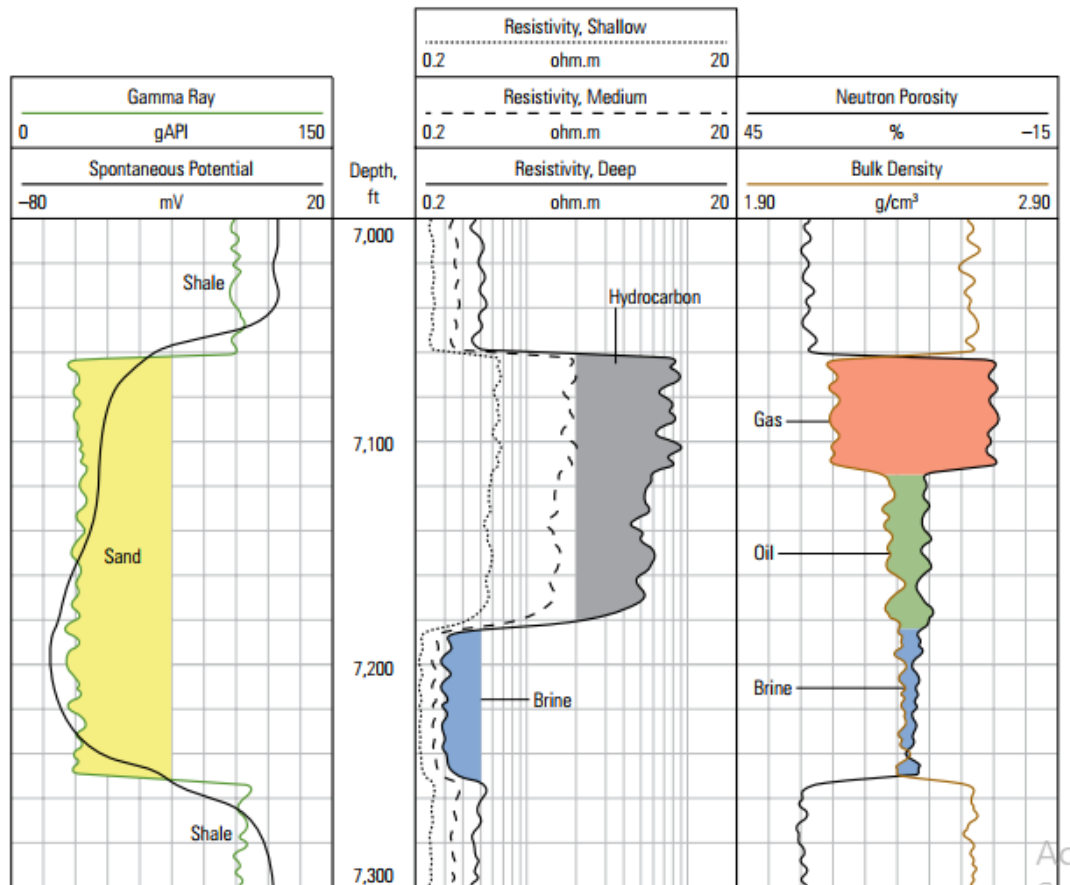 Resistivity, Shallow
0.2 ohm.m 20
Gamma Ray
0 gAPI 150
Resistivity, Medium
0.2 ohm.m 20
Neutron Porosity
45 % –15
Spontaneous Potential
–80 mV 20
Depth,
ft
Resistivity, Deep
0.2 ohm.m 20
Bulk Density
1.90 g/cm³ 2.90
7,000
Shale
Hydrocarbon
Gas
7,100
Sand
Oil
7,200
Brine
Brine
Shale
7,300